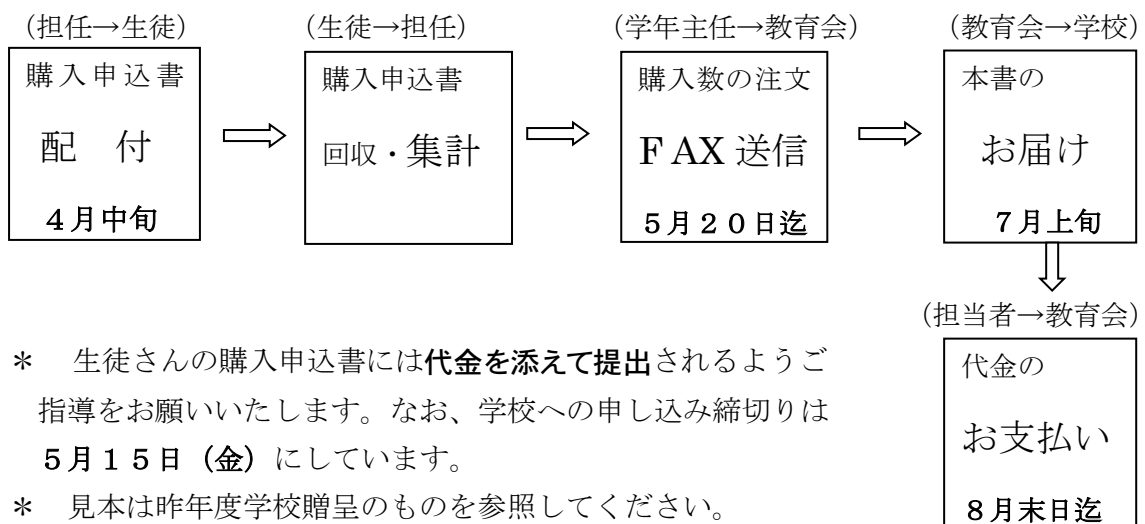 (担任→生徒)
購入申込書
配　付
4月中旬
(生徒→担任)
購入申込書
回収・集計
(学年主任→教育会)
購入数の注文
FAX送信
5月20日迄
(教育会→学校)
本書の
お届け
7月上旬
(担当者→教育会)
代金の
お支払い
8月末日迄
＊　生徒さんの購入申込書には代金を添えて提出されるようご
指導をお願いいたします。なお、学校への申し込み締切りは
5月15日（金）にしています。
＊　見本は昨年度学校贈呈のものを参照してください。